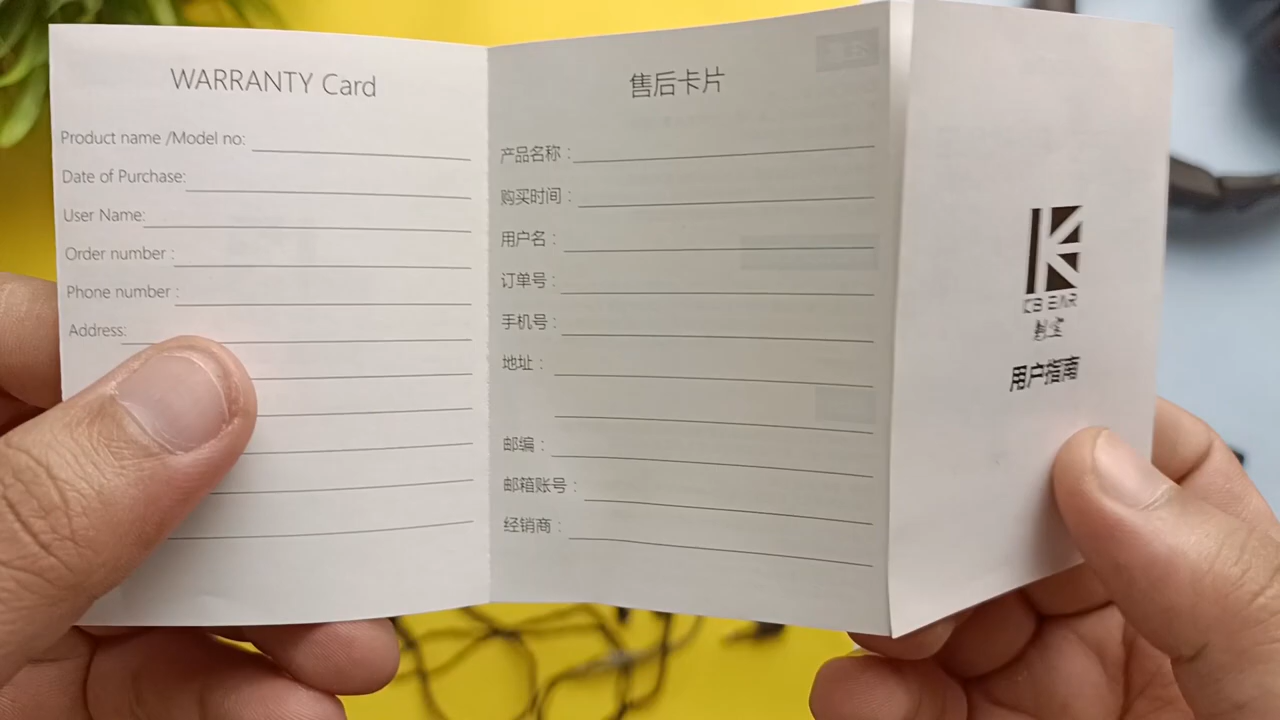 WARRANTY Card
Product name /Model no:
Date of Purchase:
User Name:
Order number :
Phone number :
Address:
售后卡片
产品名称 :
购买时间 :
用户名 :
订单号 :
手机号 :
地址 :
邮编 :
邮箱账号 :
经销商 :
KB EAR
用户指南